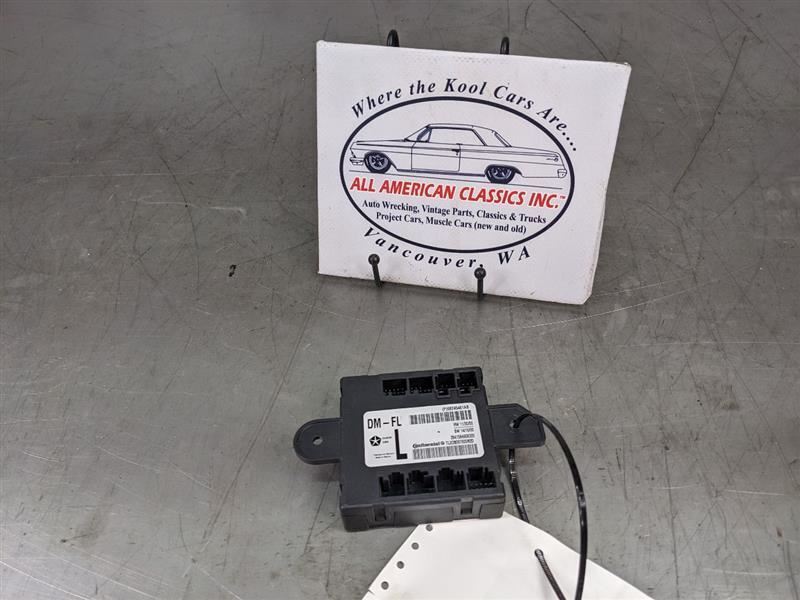 Where the Kool Cars Are....
ALL AMERICAN CLASSICS INC.™
Auto Wrecking, Vintage Parts, Classics & Trucks
Project Cars, Muscle Cars (new and old)
Vancouver, WA
DM-FL
L
Continental